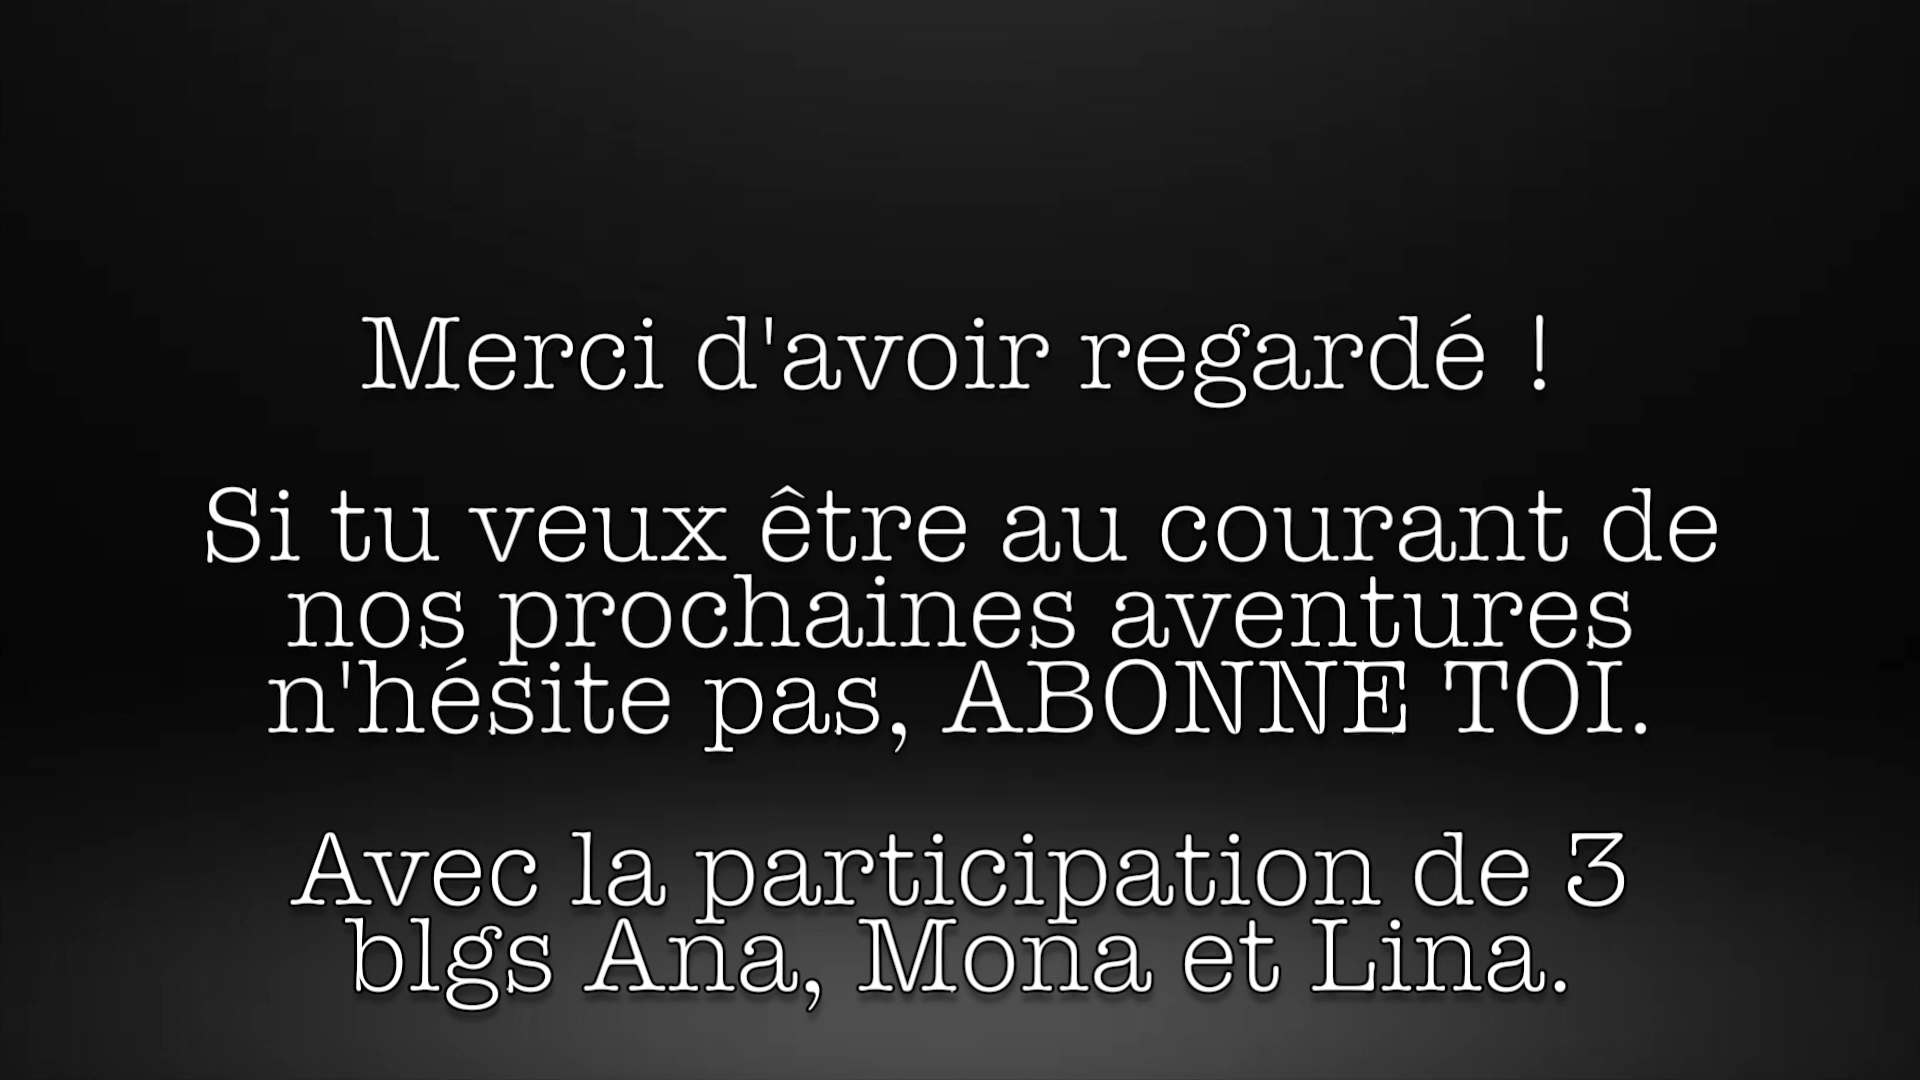 Merci d'avoir regardé !
Si tu veux être au courant de
nos prochaines aventures
n'hésite pas, ABONNE TOI.
Avec la participation de 3
blgs Ana, Mona et Lina.